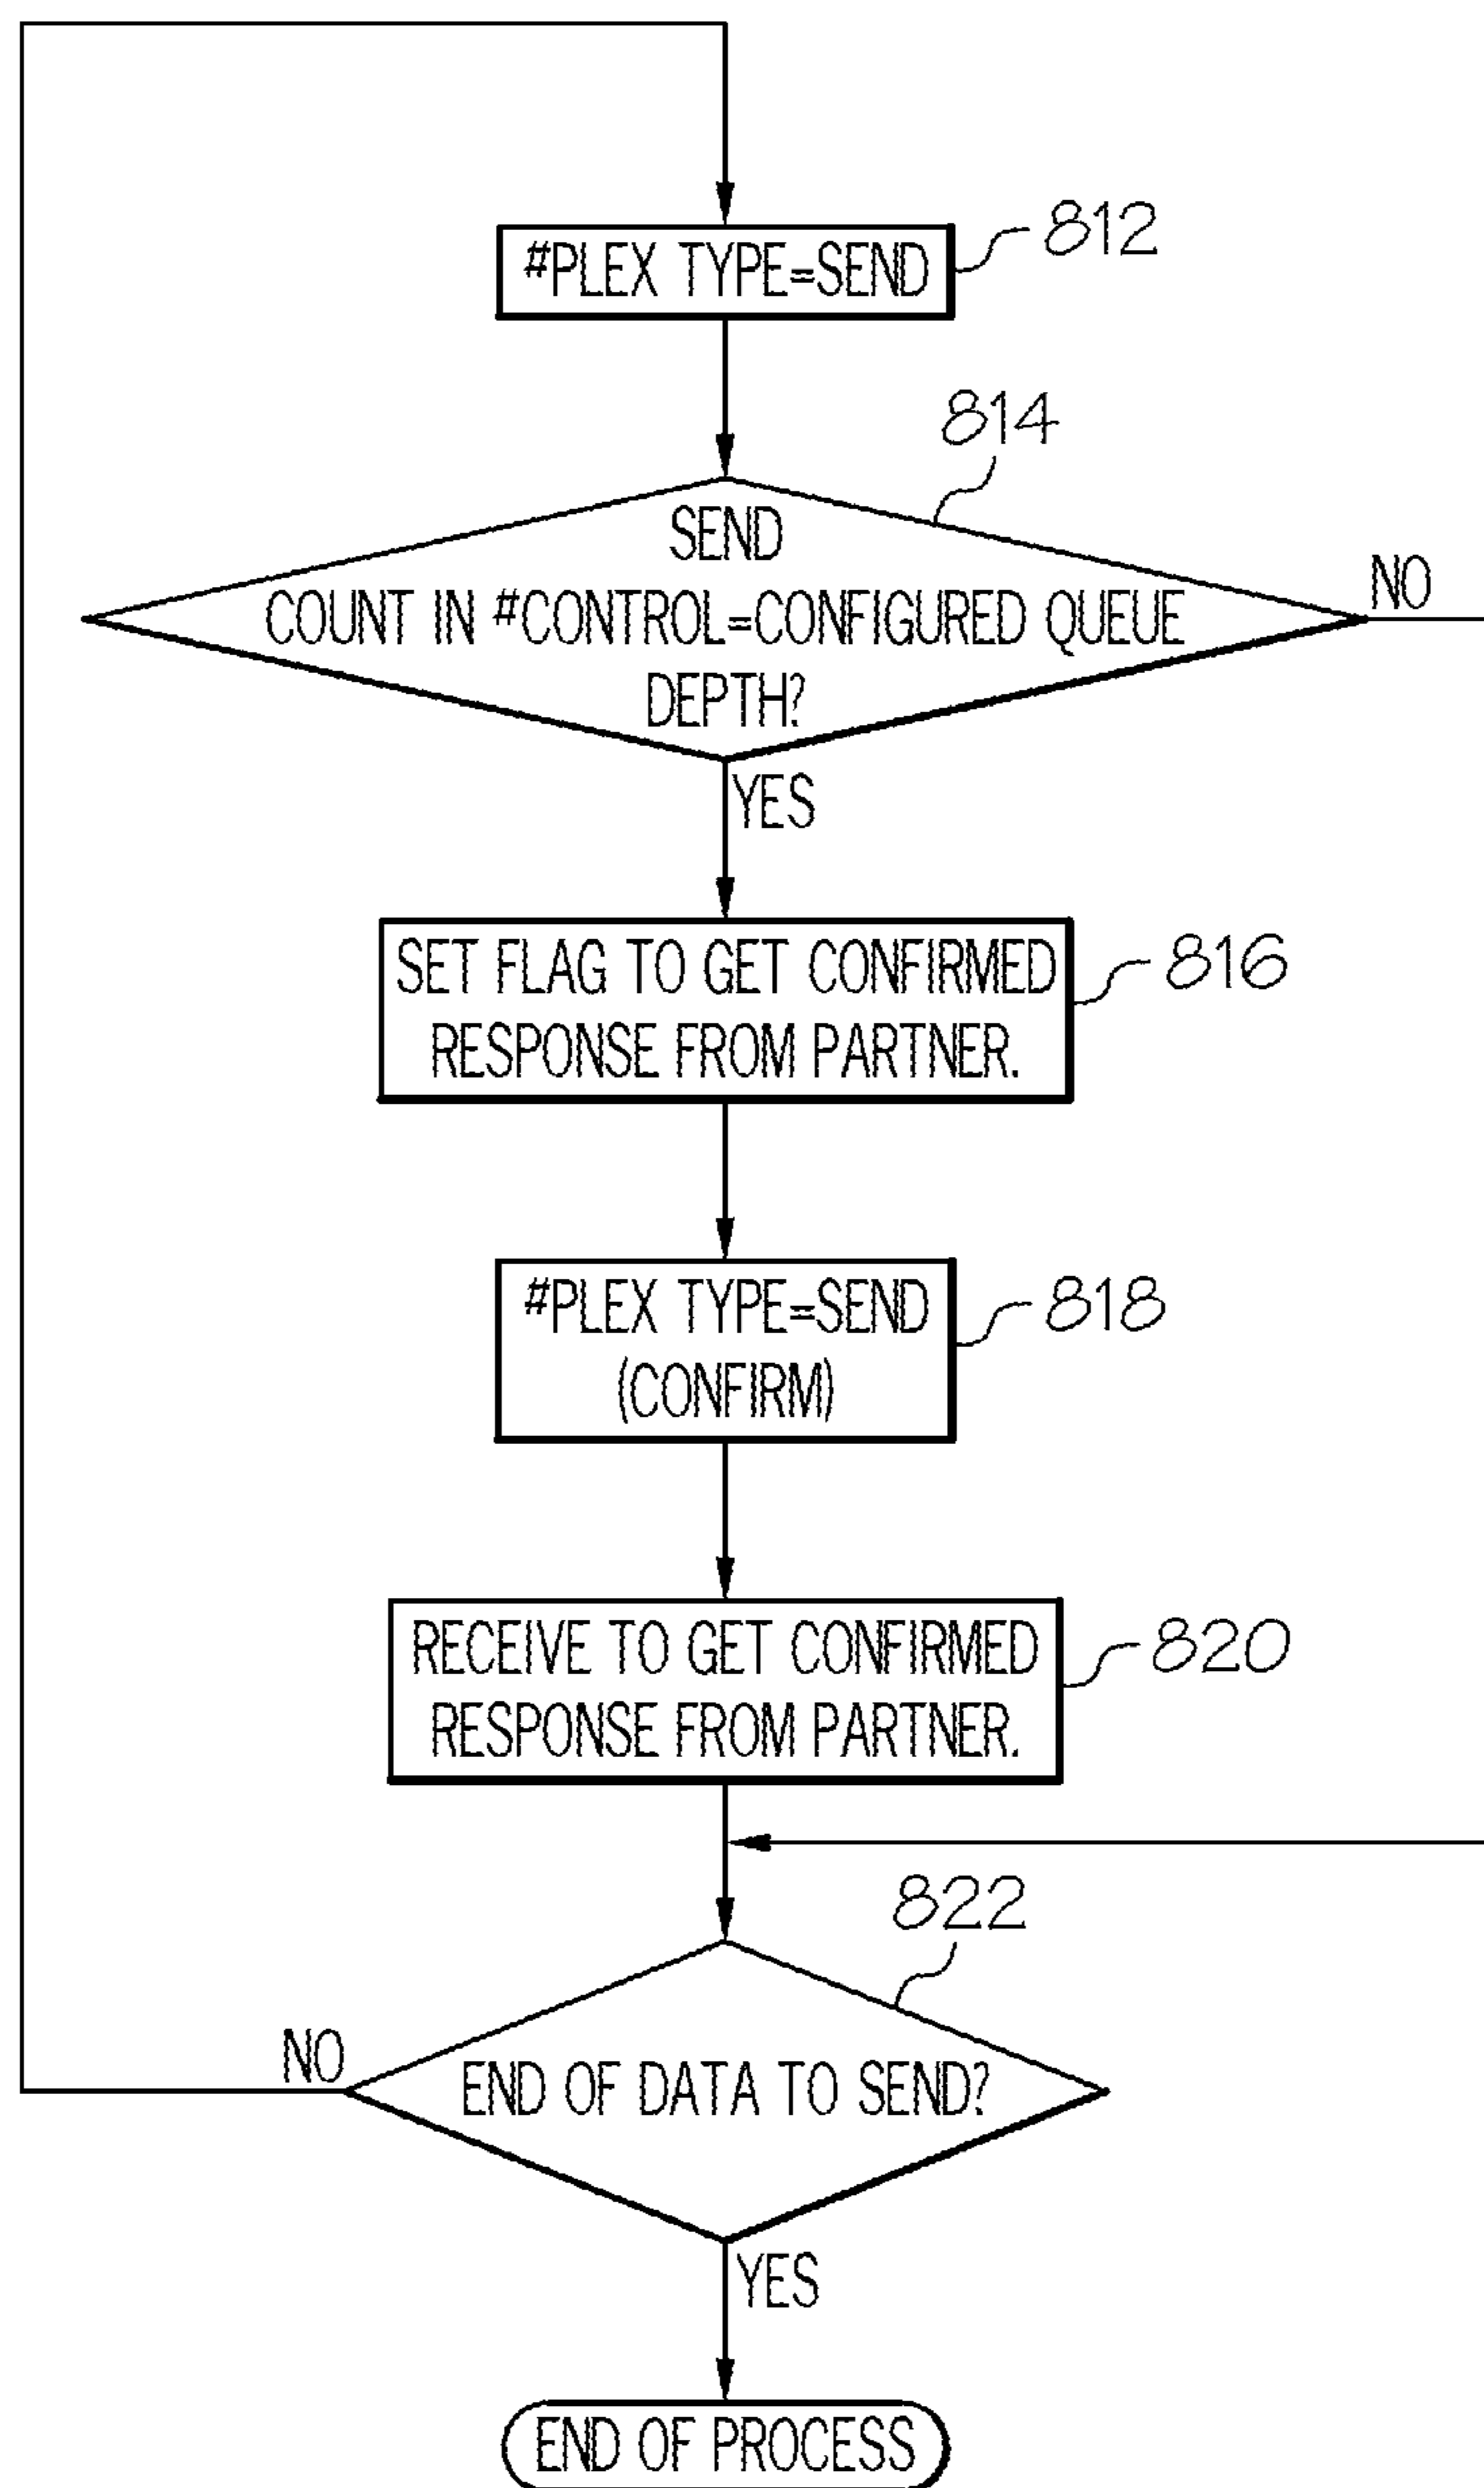 #PLEX TYPE=SEND
812
814
SEND
COUNT IN #CONTROL=CONFIGURED QUEUE
DEPTH?
NO
YES
SET FLAG TO GET CONFIRMED
RESPONSE FROM PARTNER.
816
#PLEX TYPE=SEND
(CONFIRM)
818
RECEIVE TO GET CONFIRMED
RESPONSE FROM PARTNER.
820
822
NO
END OF DATA TO SEND?
YES
END OF PROCESS